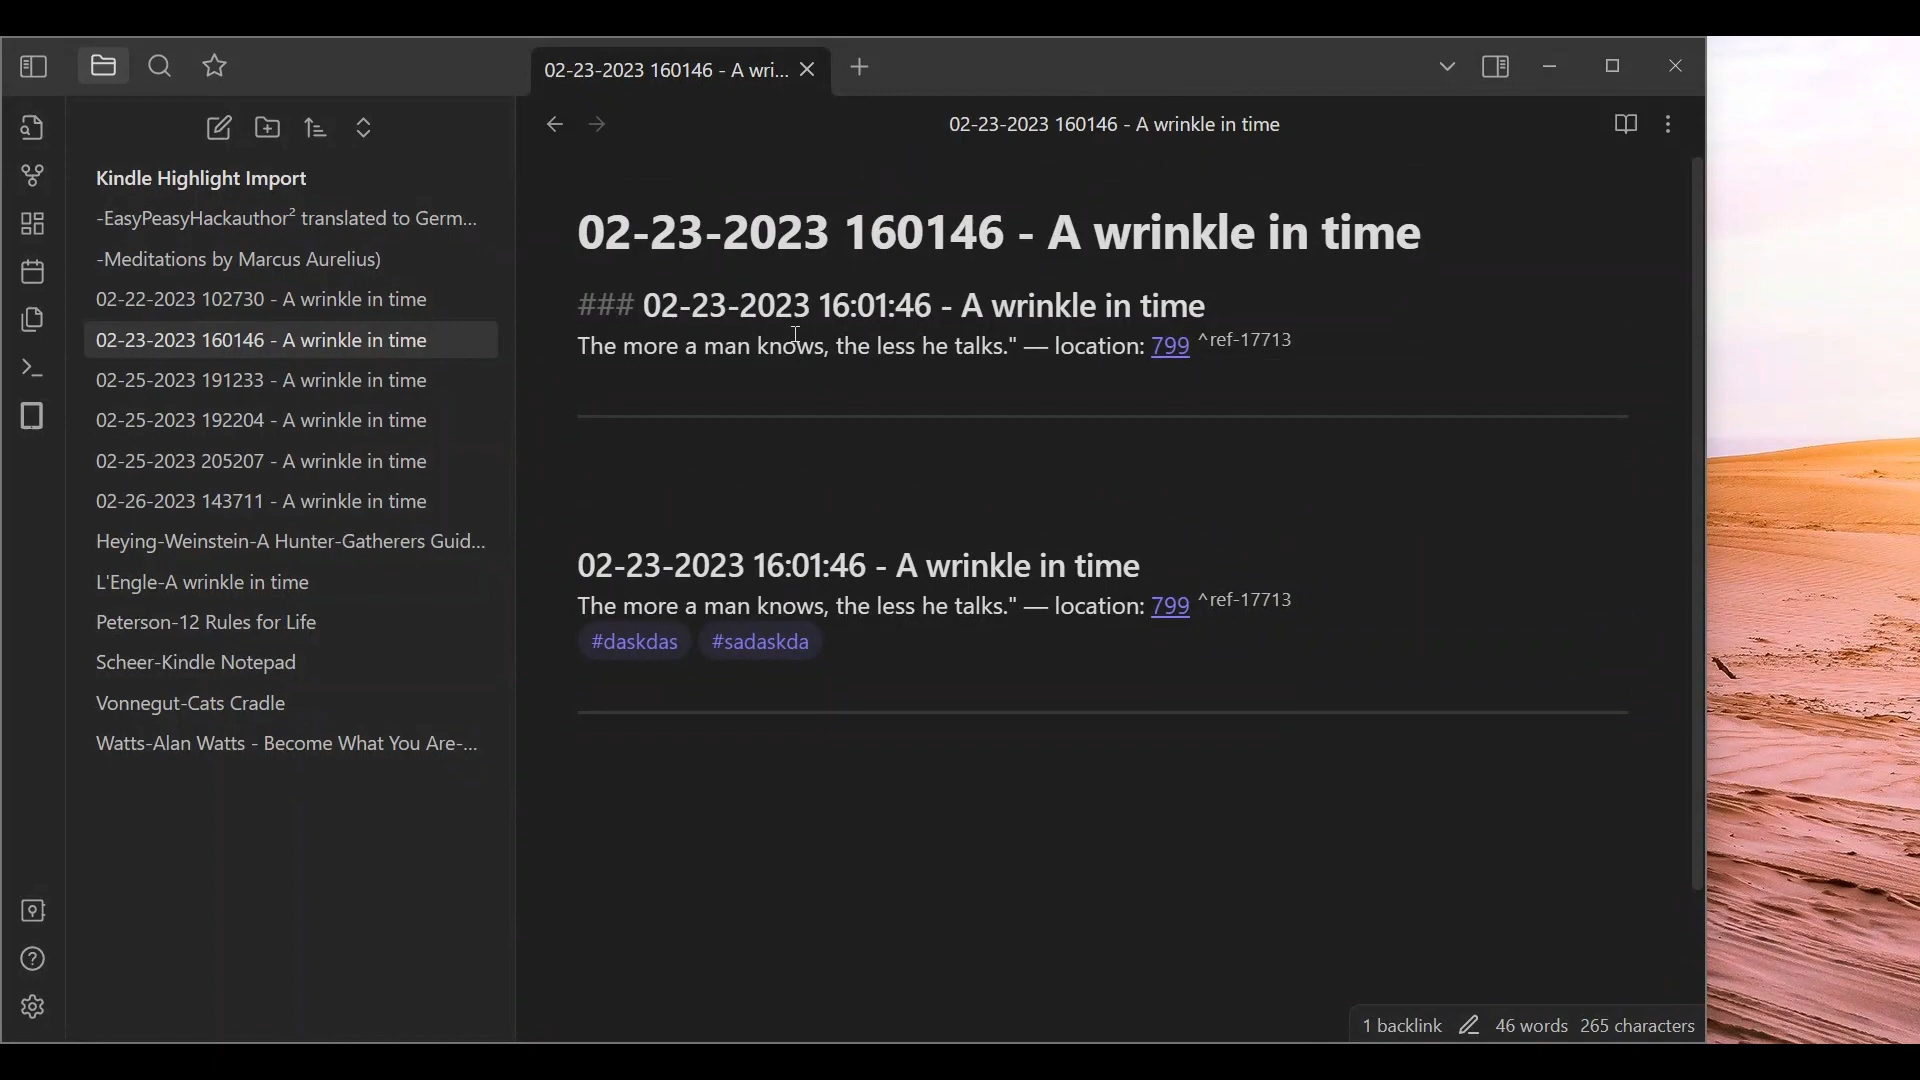 02-23-2023 160146 - A wri...
02-23-2023 160146 - A wrinkle in time
Kindle Highlight Import
-EasyPeasyHackauthor² translated to Germ...
-Meditations by Marcus Aurelius)
02-22-2023 102730 - A wrinkle in time
02-23-2023 160146 - A wrinkle in time
02-25-2023 191233 - A wrinkle in time
02-25-2023 192204 - A wrinkle in time
02-25-2023 205207 - A wrinkle in time
02-26-2023 143711 - A wrinkle in time
Heying-Weinstein-A Hunter-Gatherers Guid...
L'Engle-A wrinkle in time
Peterson-12 Rules for Life
Scheer-Kindle Notepad
Vonnegut-Cats Cradle
Watts-Alan Watts - Become What You Are-...
02-23-2023 160146 - A wrinkle in time
### 02-23-2023 16:01:46 - A wrinkle in time
The more a man knows, the less he talks." — location: 799 ^ref-17713
02-23-2023 16:01:46 - A wrinkle in time
The more a man knows, the less he talks." — location: 799 ^ref-17713
#daskdas #sadaskda
1 backlink 46 words 265 characters